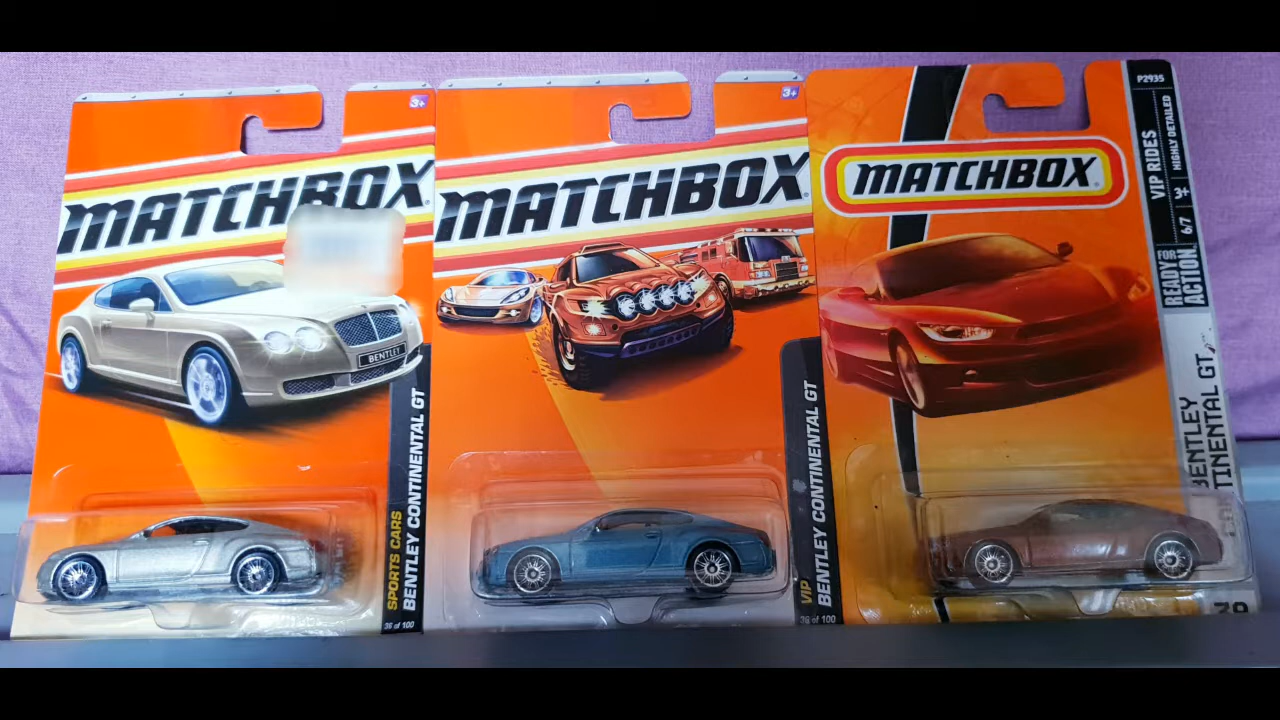 3+
MATCHBOX
BENTLEY
SPORTS CARS
BENTLEY CONTINENTAL GT
36 of 100
3+
MATCHBOX
VIP
BENTLEY CONTINENTAL GT
36 of 100
MATCHBOX
P2935
VIP RIDES
HIGHLY DETAILED
3+
6/7
READY FOR ACTION
BENTLEY
TINENTAL GT